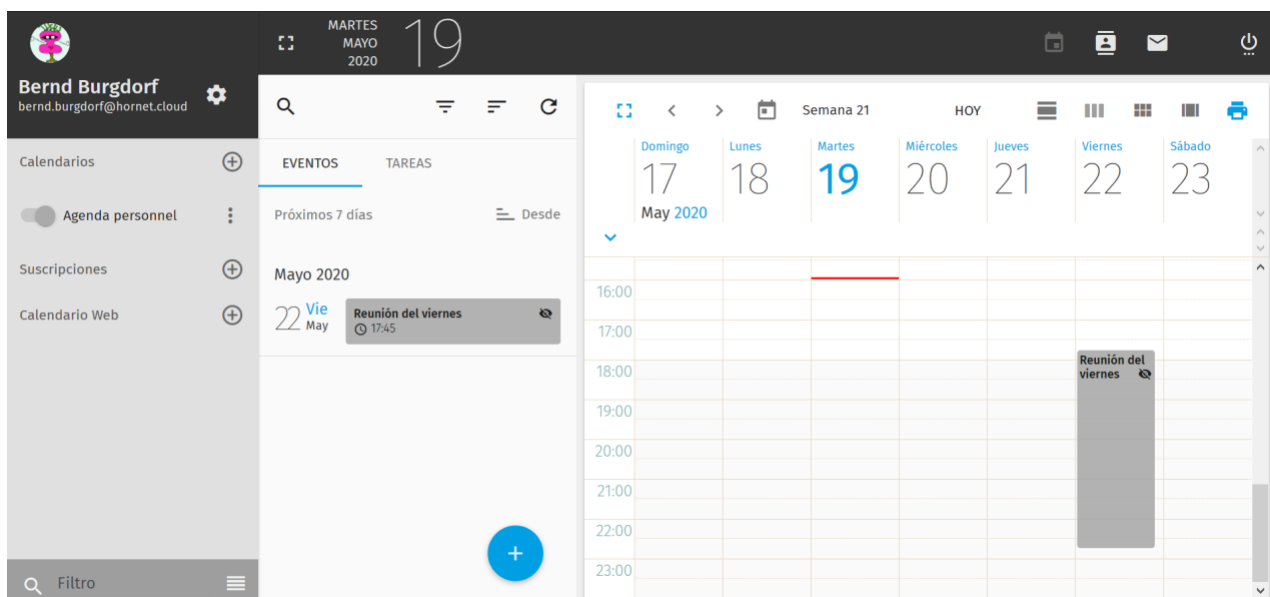 MARTES
MAYO
2020
19
Bernd Burgdorf
bernd.burgdorf@hornet.cloud
Calendarios
Agenda personnel
Suscripciones
Calendario Web
Filtro
EVENTOS TAREAS
Próximos 7 días Desde
Mayo 2020
22 Vie
May
Reunión del viernes
17:45
+
Semana 21 HOY
Domingo Lunes Martes Miércoles Jueves Viernes Sábado
17 18 19 20 21 22 23
May 2020
16:00
17:00
18:00
19:00
20:00
21:00
22:00
23:00
Reunión del
viernes